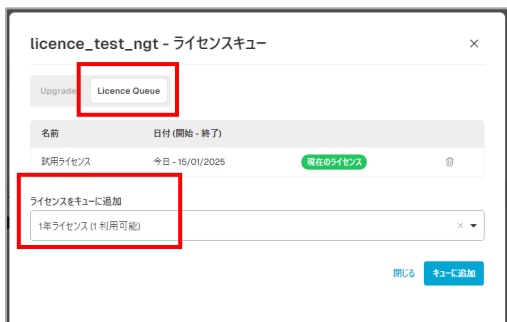 licence_test_ngt - ライセンスキュー ×
Upgrade Licence Queue
名前 日付 (開始 - 終了)
試用ライセンス 今日 - 15/01/2025 現在のライセンス
ライセンスをキューに追加
1年ライセンス (1 利用可能) ×
閉じる キューに追加